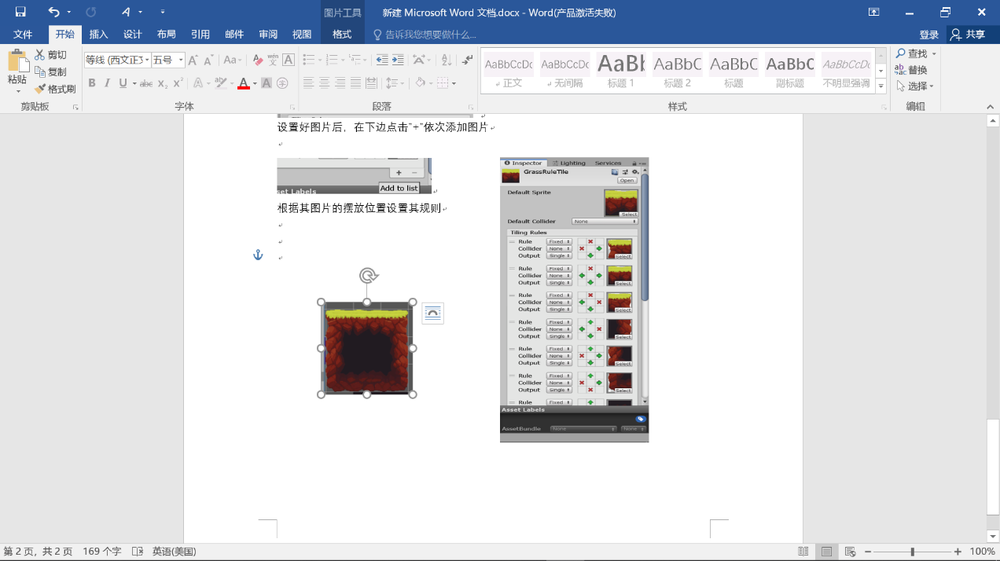 图片工具
新建 Microsoft Word 文档.docx - Word(产品激活失败)
文件 开始 插入 设计 布局 引用 邮件 审阅 视图 格式 告诉我您想要做什么... 登录 共享
粘贴 剪切 复制 格式刷
等线 (西文正文 五号
AaBbCcDc AaBbCcDc AaBl AaBbC AaBbC AaBbC AaBbCcDc
正文 无间隔 标题 1 标题 2 标题 副标题 不明显强调
查找 替换 选择
剪贴板 字体 段落 样式 编辑
设置好图片后，在下边点击"+"依次添加图片
set Labels Add to list
根据其图片的摆放位置设置其规则
Inspector Lighting Services
GrassRuleTile
Open
Default Sprite
Select
Default Collider None
Tiling Rules
Rule Fixed
Collider None
Output Single Select
Rule Fixed
Collider None
Output Single Select
Rule Fixed
Collider None
Output Single Select
Rule Fixed
Collider None
Output Single Select
Rule Fixed
Collider None
Output Single Select
Rule Fixed
Collider None
Output Single Select
Rule Fixed
Asset Labels
AssetBundle None None
第 2 页，共 2 页 169 个字 英语(美国) 100%